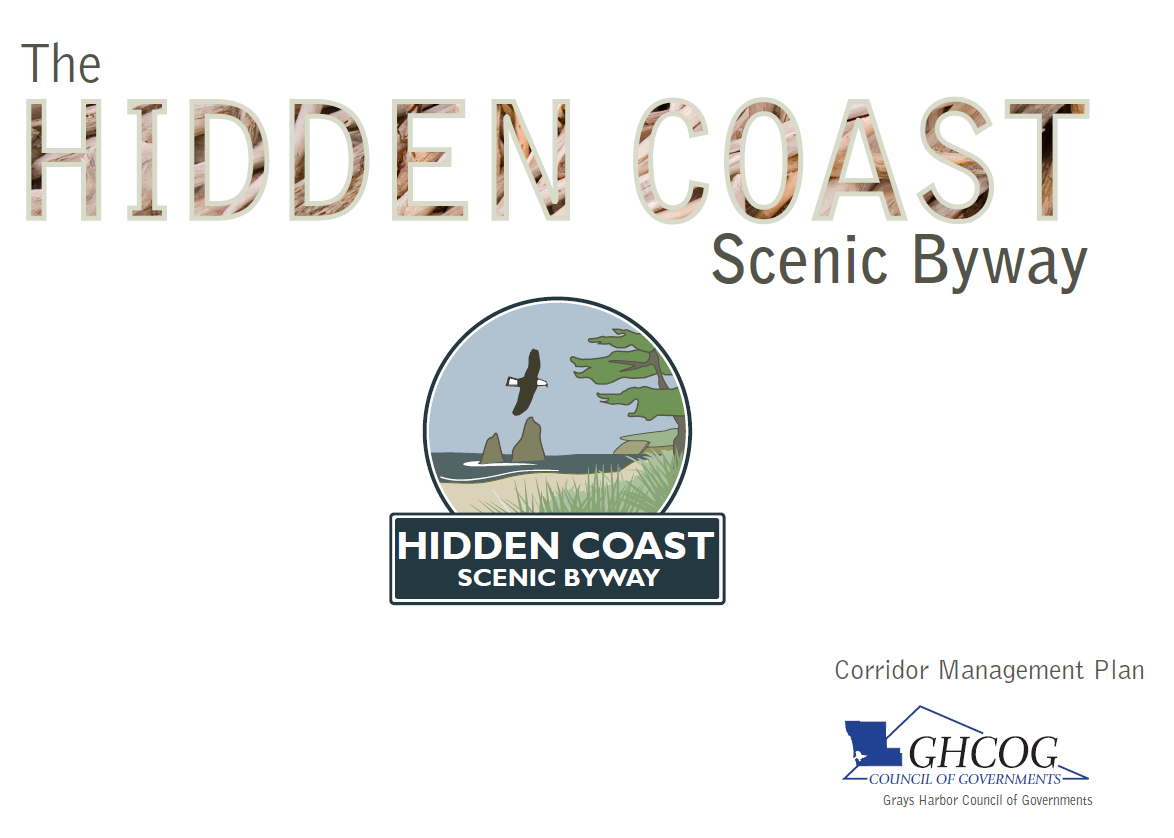 The
HIDDEN COAST
Scenic Byway
HIDDEN COAST
SCENIC BYWAY
Corridor Management Plan
GHCOG
COUNCIL OF GOVERNMENTS
Grays Harbor Council of Governments